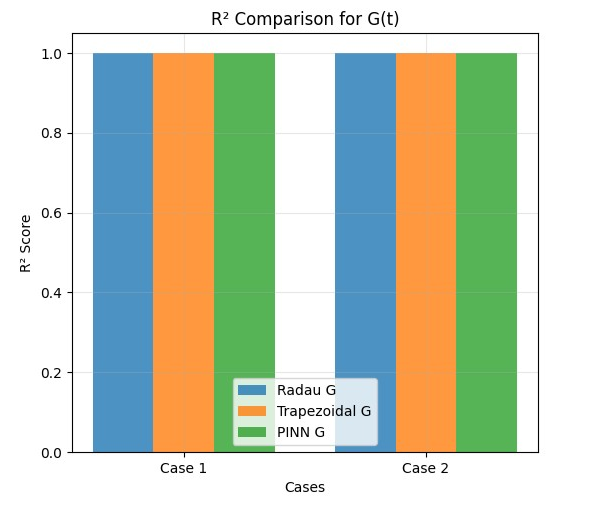 R² Comparison for G(t)
R² Score
1.0
0.8
0.6
0.4
0.2
0.0
Radau G
Trapezoidal G
PINN G
Case 1
Case 2
Cases